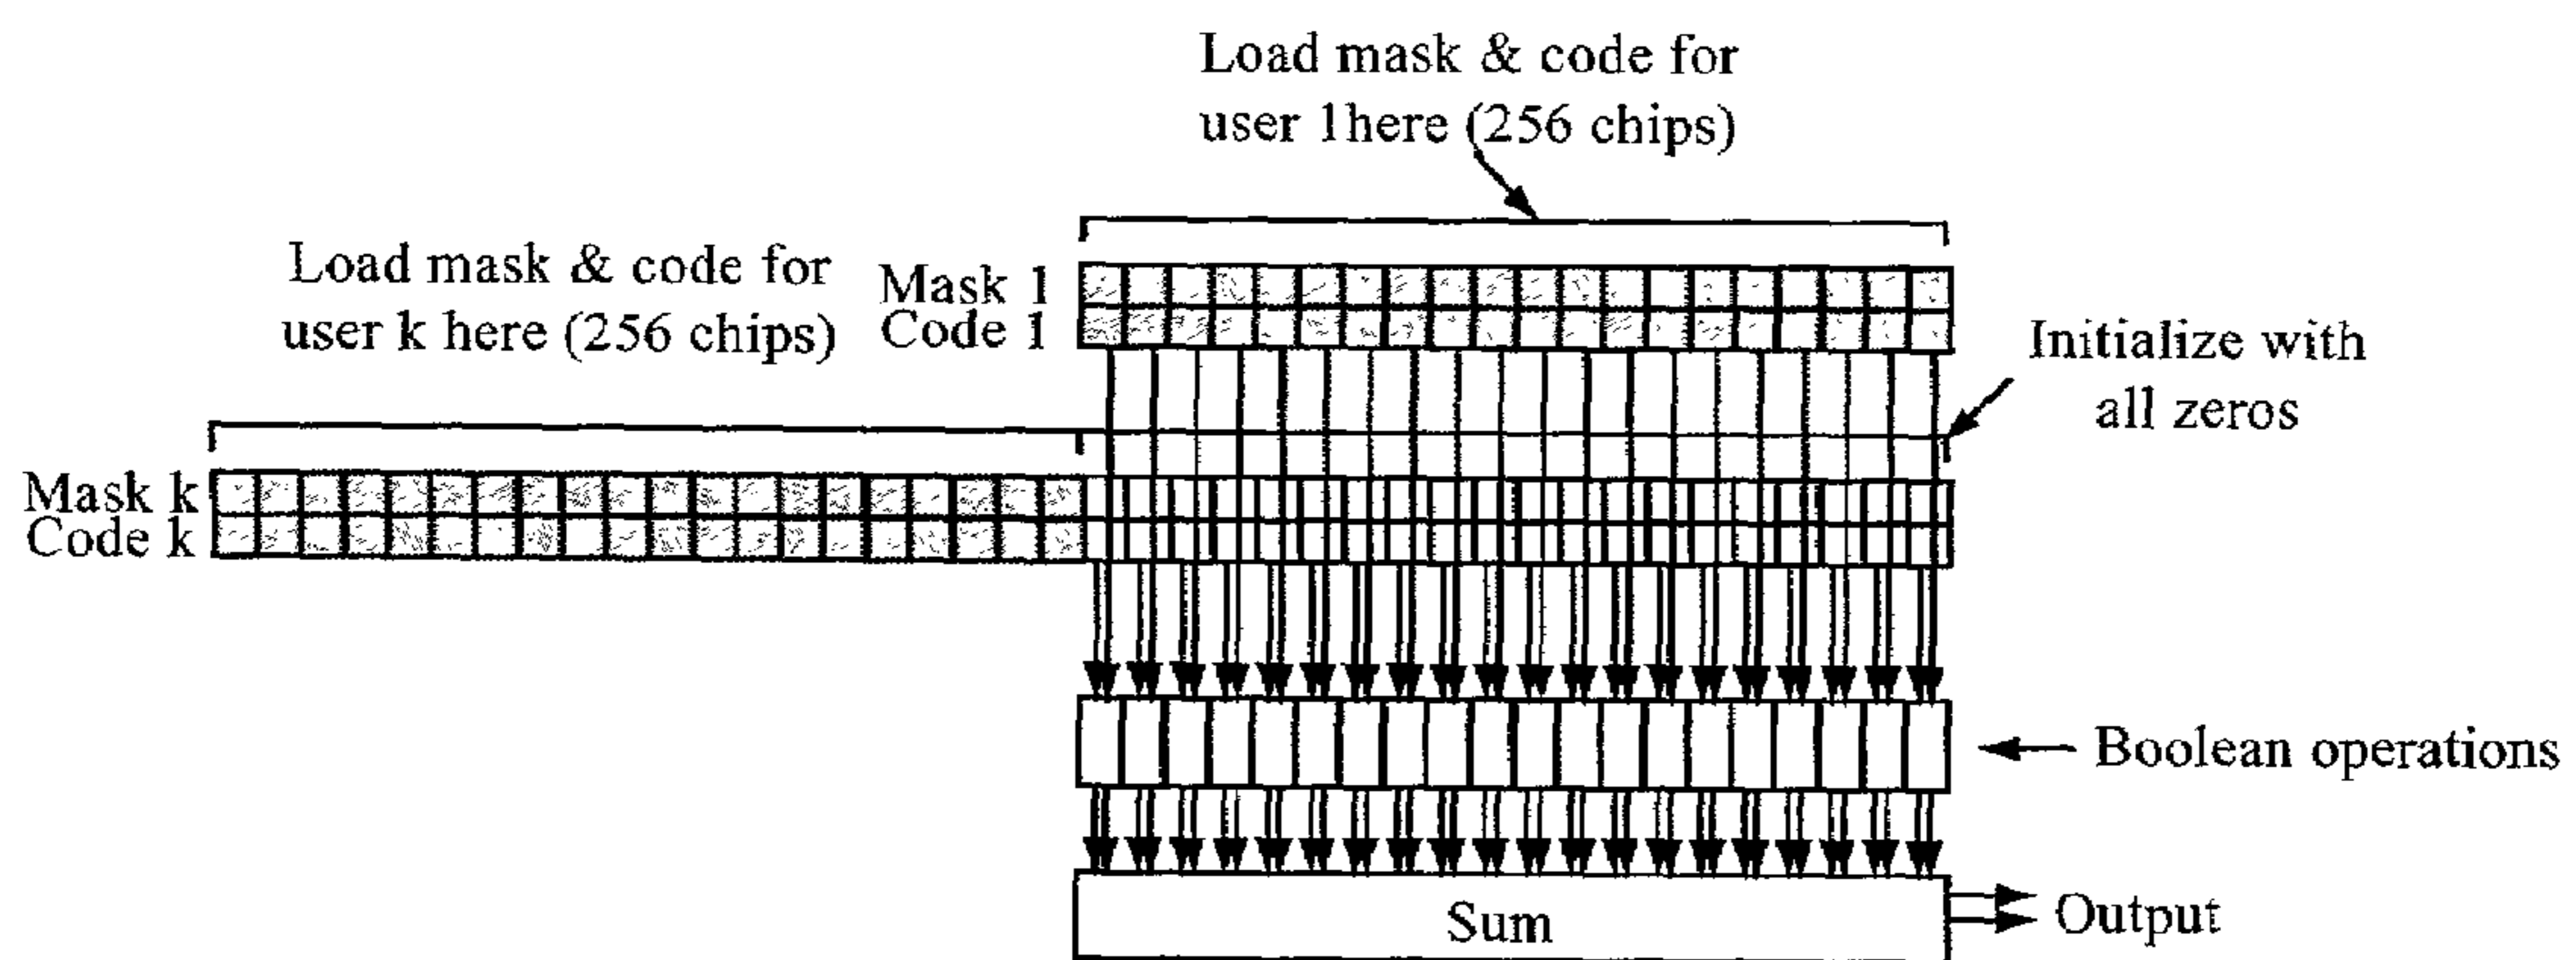 Load mask & code for
user 1here (256 chips)
Load mask & code for
user k here (256 chips)
Mask 1
Code 1
Initialize with
all zeros
Mask k
Code k
Boolean operations
Sum
Output